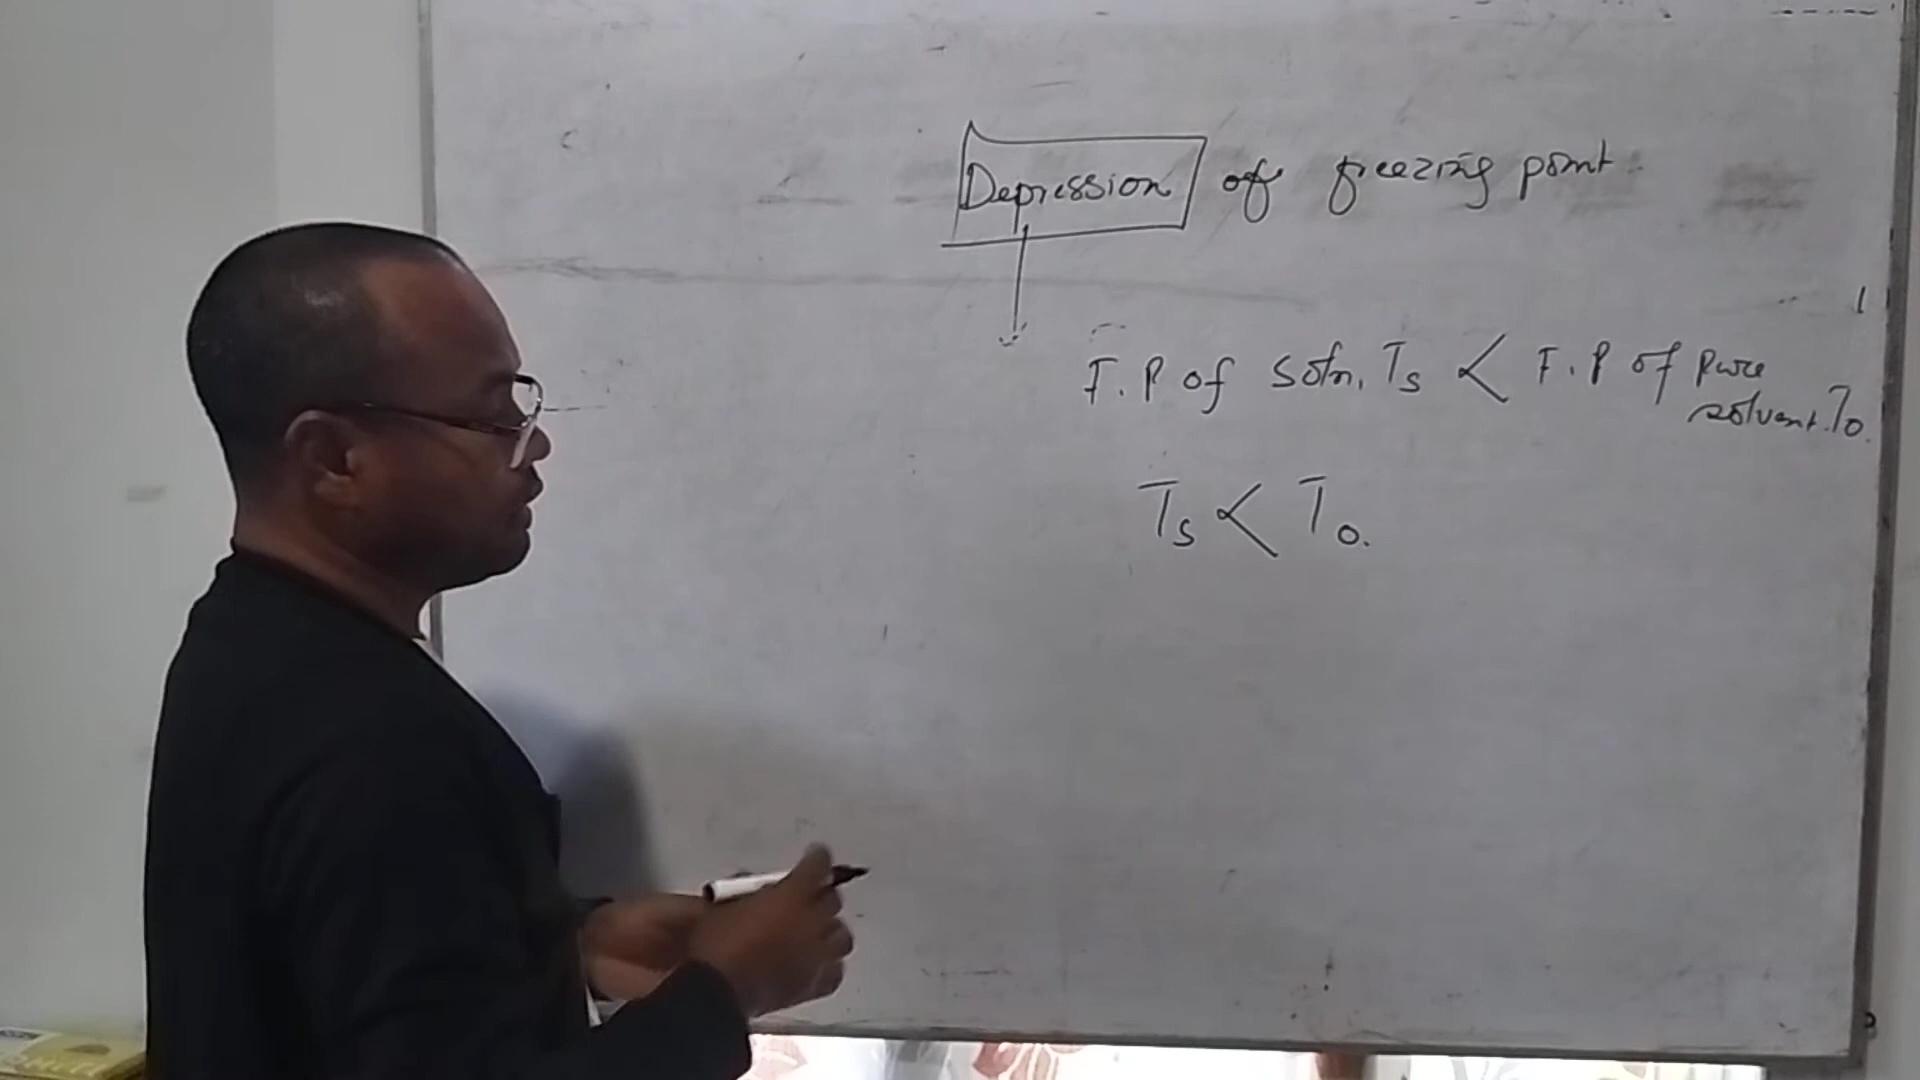 Depression of freezing point.
F.P of soln. Ts < F.P of pure
solvent. To.
Ts < To.